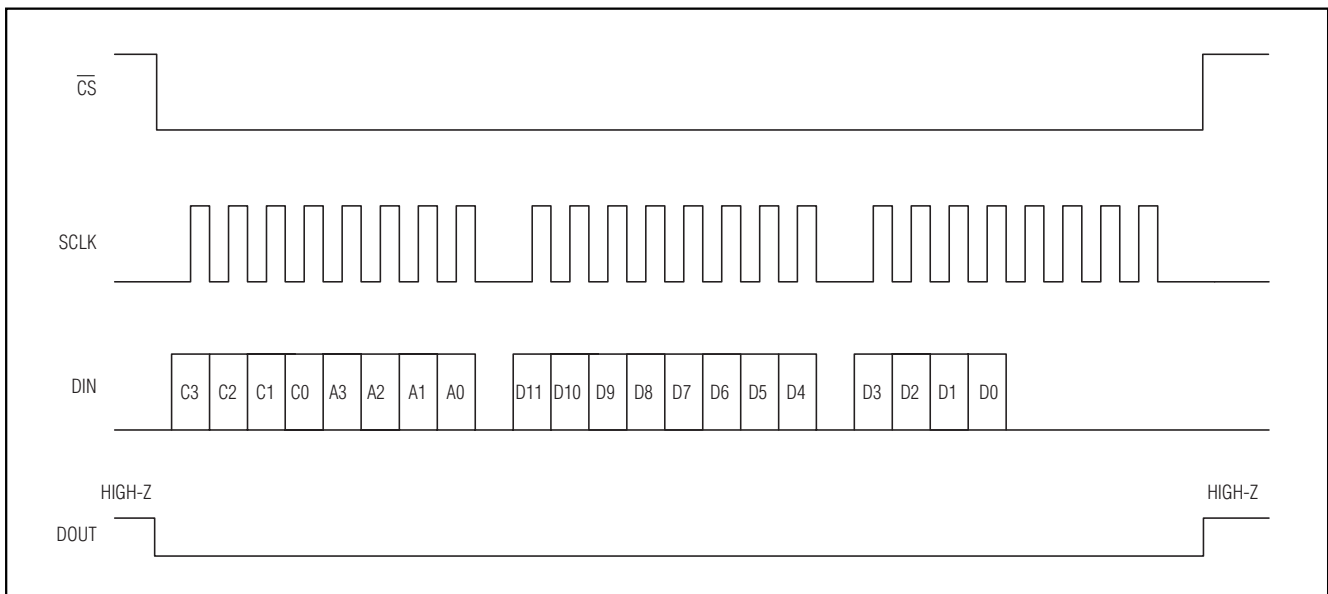 CS
SCLK
DIN C3 C2 C1 C0 A3 A2 A1 A0 D11 D10 D9 D8 D7 D6 D5 D4 D3 D2 D1 D0
HIGH-Z HIGH-Z
DOUT